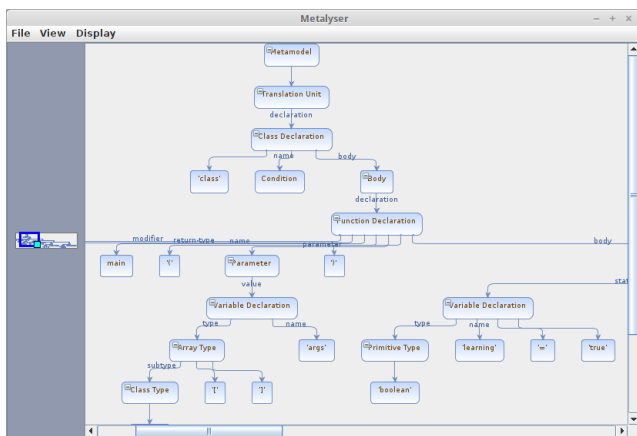 Metalyser
File View Display
Metamodel
Translation Unit
declaration
Class Declaration
name
body
'class'
Condition
Body
declaration
Function Declaration
modifier
return-type
name
parameter
body
main
'('
Parameter
')'
value
stat
Variable Declaration
Variable Declaration
type
name
type
name
Array Type
'args'
Primitive Type
'learning'
'='
'true'
subtype
Class Type
'['
']'
'boolean'